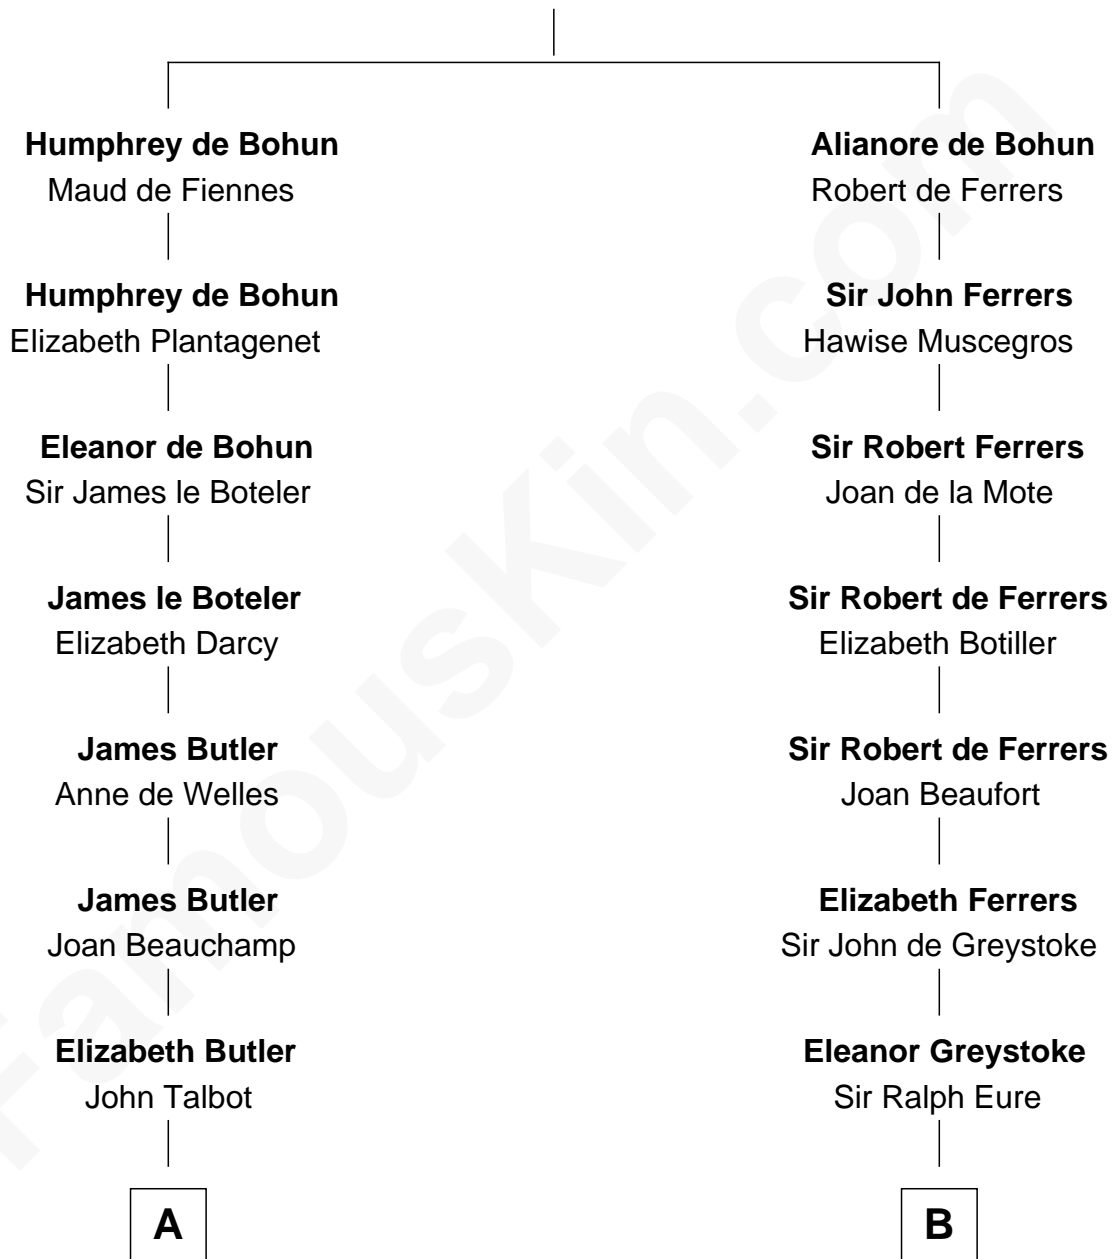 Humphrey de Bohun
Maud de Fiennes
Humphrey de Bohun
Elizabeth Plantagenet
Eleanor de Bohun
Sir James le Boteler
James le Boteler
Elizabeth Darcy
James Butler
Anne de Welles
James Butler
Joan Beauchamp
Elizabeth Butler
John Talbot
A
Alianore de Bohun
Robert de Ferrers
Sir John Ferrers
Hawise Muscegros
Sir Robert Ferrers
Joan de la Mote
Sir Robert de Ferrers
Elizabeth Botiller
Sir Robert de Ferrers
Joan Beaufort
Elizabeth Ferrers
Sir John de Greystoke
Eleanor Greystoke
Sir Ralph Eure
B
FamousKin.com